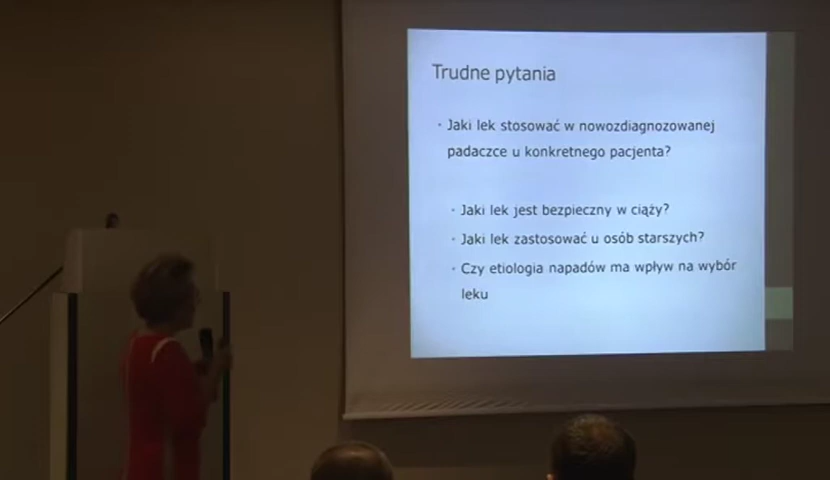 Trudne pytania
· Jaki lek stosować w nowozdiagnozowanej
padaczce u konkretnego pacjenta?
· Jaki lek jest bezpieczny w ciąży?
· Jaki lek zastosować u osób starszych?
· Czy etiologia napadów ma wpływ na wybór
leku